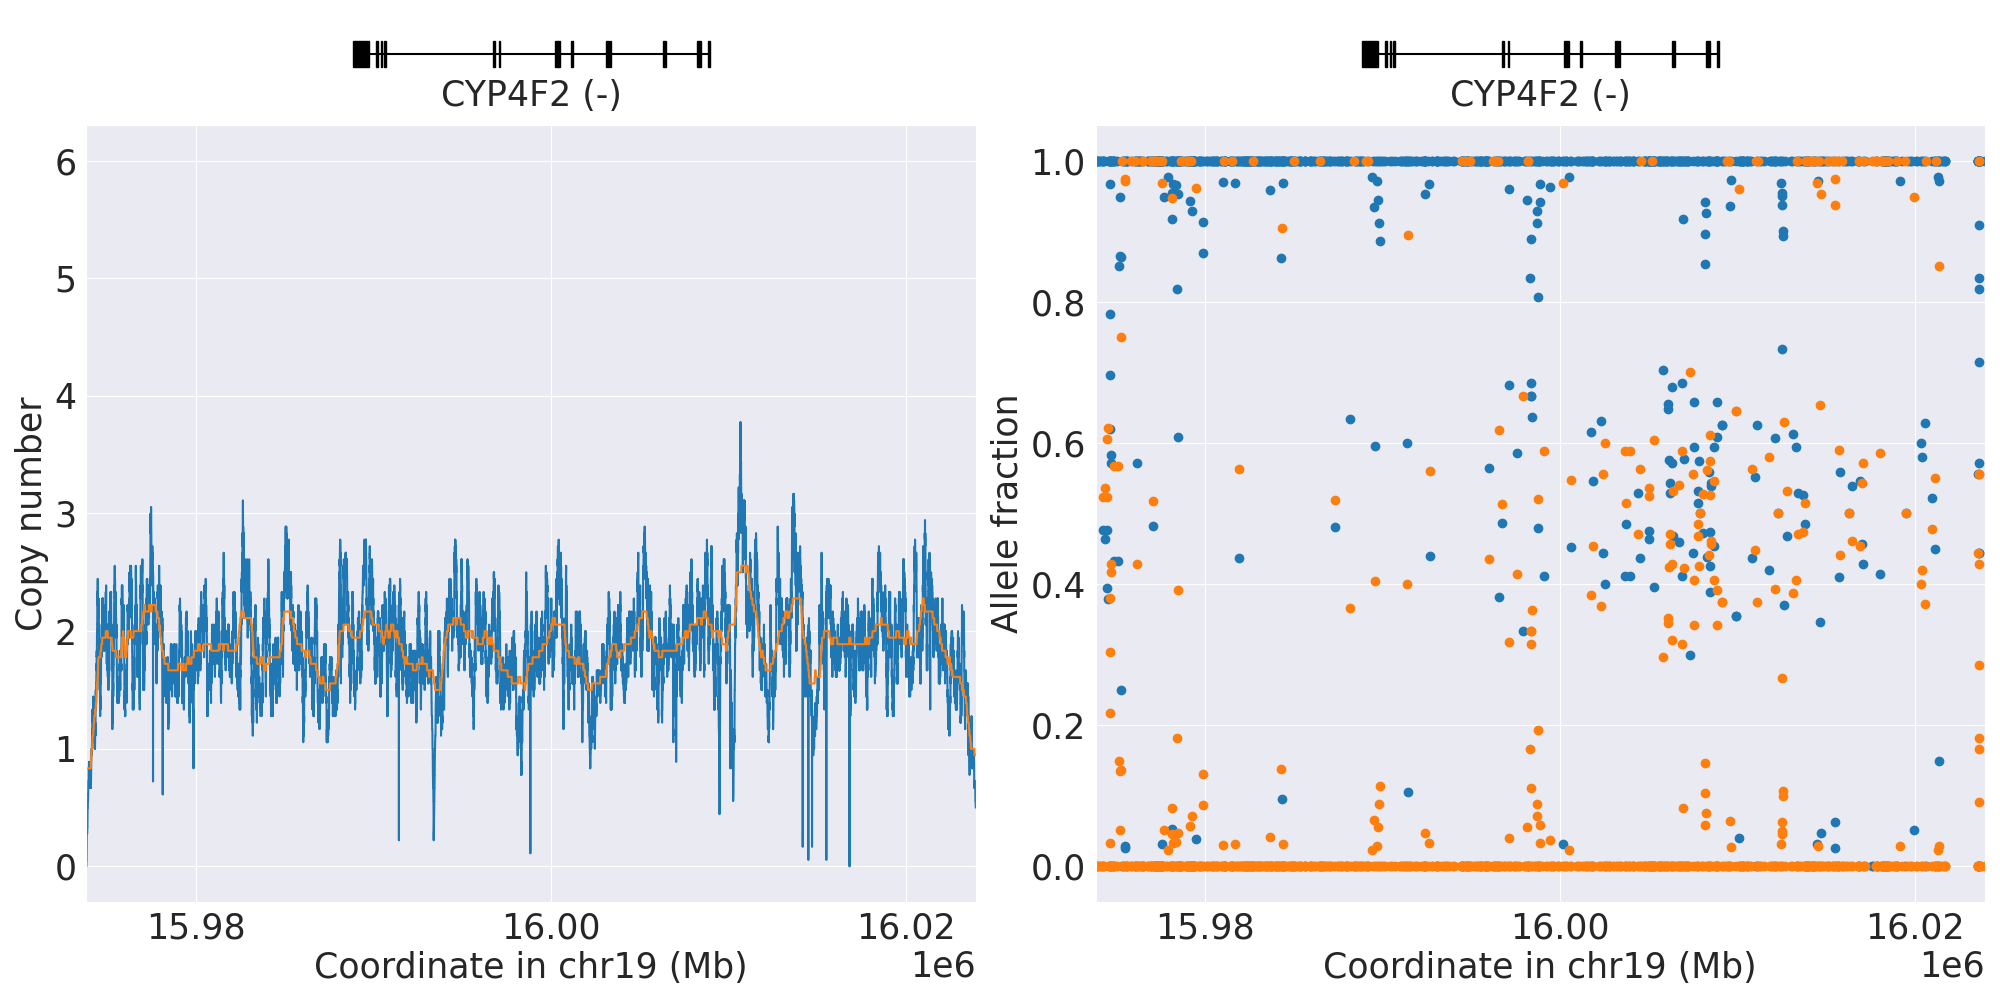 CYP4F2 (-)
6
5
4
3
2
1
0
Copy number
15.98
16.00
16.02
Coordinate in chr19 (Mb)
1e6
CYP4F2 (-)
1.0
0.8
0.6
0.4
0.2
0.0
Allele fraction
15.98
16.00
16.02
Coordinate in chr19 (Mb)
1e6